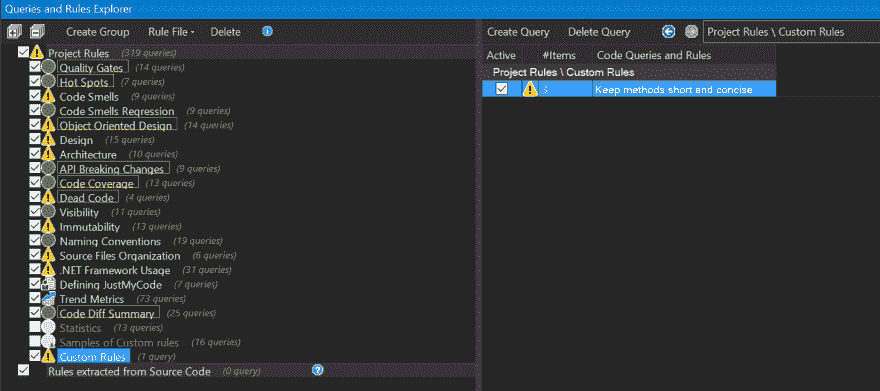 Queries and Rules Explorer
Create Group Rule File Delete
Project Rules (319 queries)
Quality Gates (14 queries)
Hot Spots (7 queries)
Code Smells (9 queries)
Code Smells Regression (9 queries)
Object Oriented Design (14 queries)
Design (15 queries)
Architecture (10 queries)
API Breaking Changes (9 queries)
Code Coverage (13 queries)
Dead Code (4 queries)
Visibility (11 queries)
Immutability (13 queries)
Naming Conventions (19 queries)
Source Files Organization (6 queries)
.NET Framework Usage (31 queries)
Defining JustMyCode (7 queries)
Trend Metrics (73 queries)
Code Diff Summary (25 queries)
Statistics (13 queries)
Samples of Custom rules (16 queries)
Custom Rules (1 query)
Rules extracted from Source Code (0 query)
Create Query Delete Query Project Rules \ Custom Rules
Active #Items Code Queries and Rules
Project Rules \ Custom Rules
Keep methods short and concise